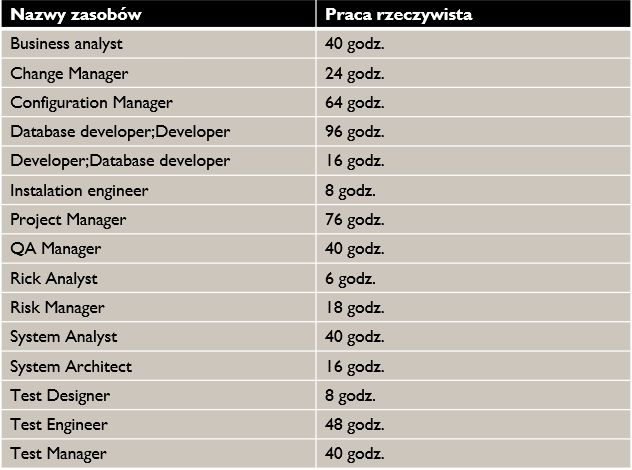 Nazwy zasobów Praca rzeczywista
Business analyst 40 godz.
Change Manager 24 godz.
Configuration Manager 64 godz.
Database developer;Developer 96 godz.
Developer;Database developer 16 godz.
Instalation engineer 8 godz.
Project Manager 76 godz.
QA Manager 40 godz.
Rick Analyst 6 godz.
Risk Manager 18 godz.
System Analyst 40 godz.
System Architect 16 godz.
Test Designer 8 godz.
Test Engineer 48 godz.
Test Manager 40 godz.